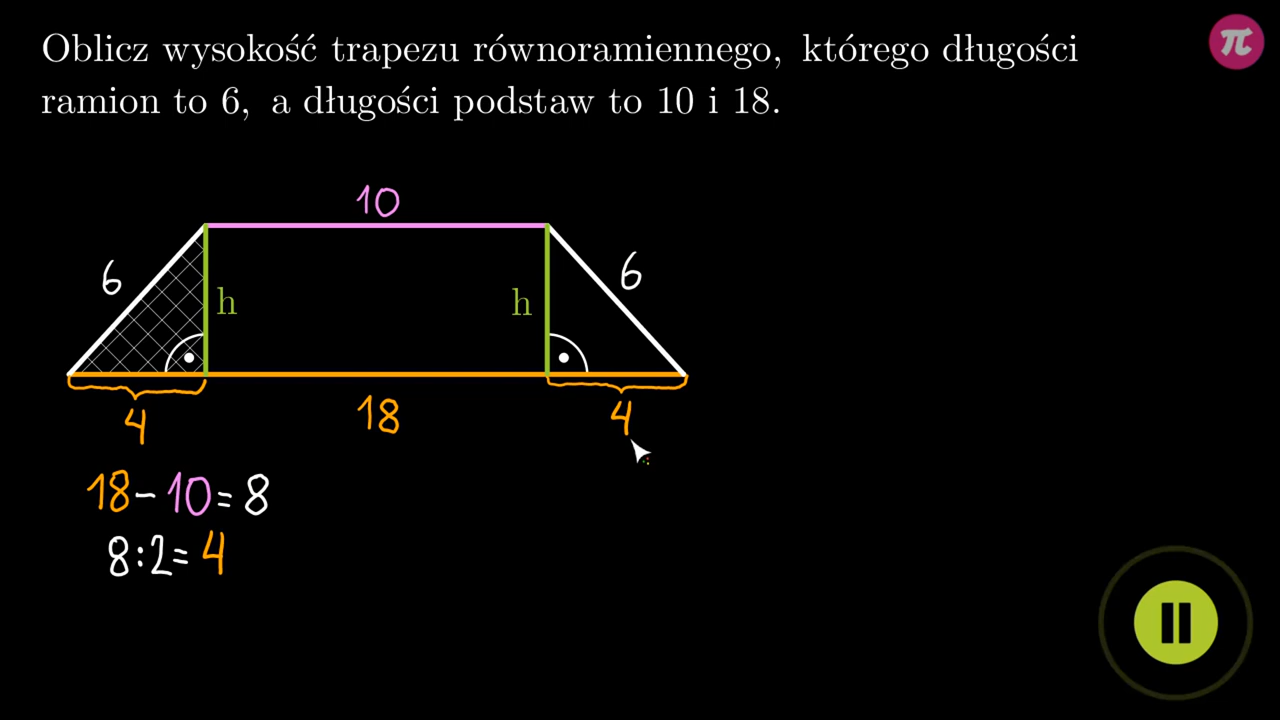 Oblicz wysokość trapezu równoramiennego, którego długości
ramion to 6, a długości podstaw to 10 i 18.
π
10
6
6
h
h
4
18
4
18-10=8
8:2=4